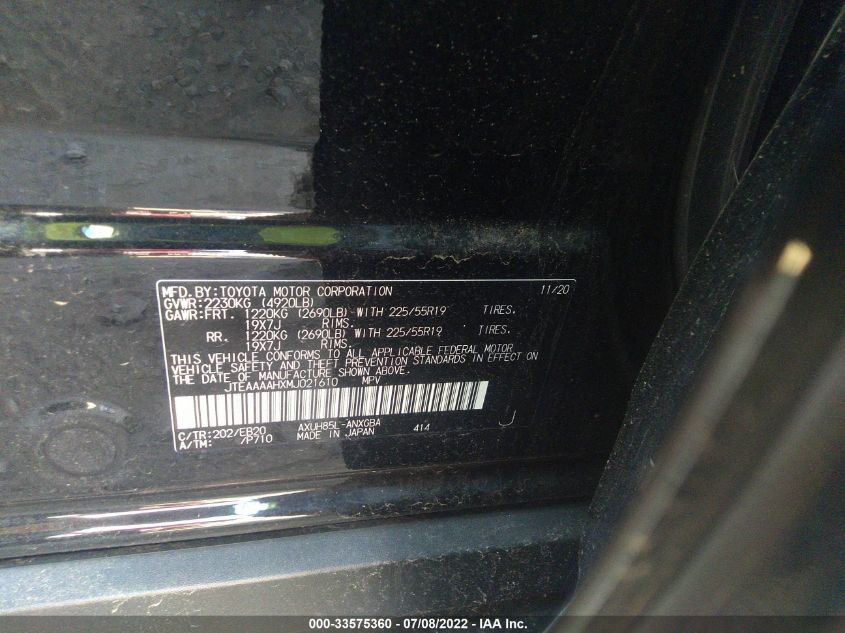 MFD. BY: TOYOTA MOTOR CORPORATION 11/20
GVWR: 2230KG (4920LB)
GAWR: FRT. 1220KG (2690LB) WITH 225/55R19 TIRES.
19X7J RIMS.
RR. 1220KG (2690LB) WITH 225/55R19 TIRES.
19X7J RIMS.
THIS VEHICLE CONFORMS TO ALL APPLICABLE FEDERAL MOTOR
VEHICLE SAFETY AND THEFT PREVENTION STANDARDS IN EFFECT ON
THE DATE OF MANUFACTURE SHOWN ABOVE.
JTEAAAAHXMJ021610 MPV
C/TR: 202/EB20 AXUH85L-ANXGBA 414 J
A/TM: /P710 MADE IN JAPAN
000-33575360 - 07/08/2022 - IAA Inc.